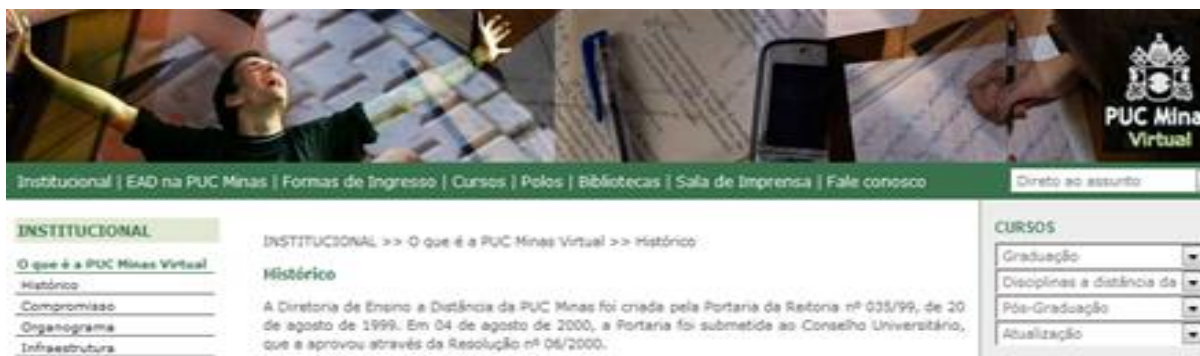 PUC Mina
Virtual
Institucional | EAD na PUC Minas | Formas de Ingresso | Cursos | Polos | Bibliotecas | Sala de Imprensa | Fale conosco
Direto ao assunto
INSTITUCIONAL
O que é a PUC Minas Virtual
Histórico
Compromisso
Organograma
Infraestrutura
INSTITUCIONAL >> O que é a PUC Minas Virtual >> Histórico
Histórico
A Diretoria de Ensino a Distância da PUC Minas foi criada pela Portaria da Reitoria nº 035/99, de 20
de agosto de 1999. Em 04 de agosto de 2000, a Portaria foi submetida ao Conselho Universitário,
que a aprovou através da Resolução nº 06/2000.
CURSOS
Graduação
Disciplinas a distância da
Pós-Graduação
Atualização